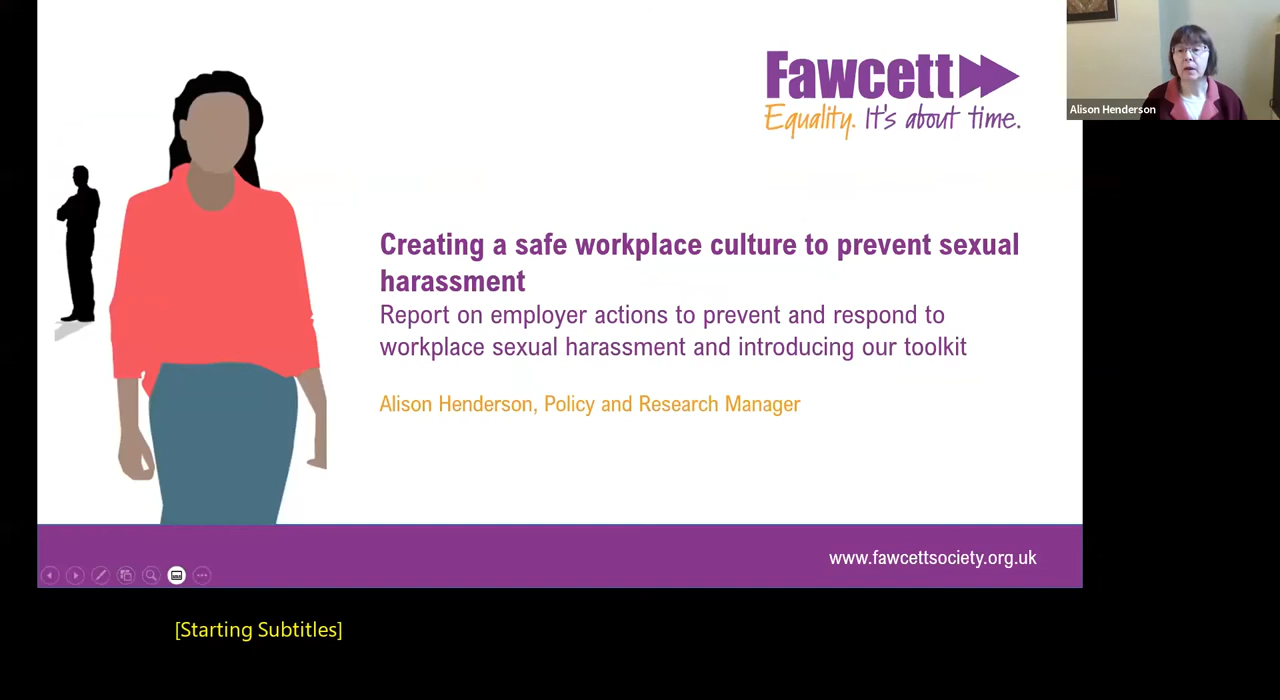 Fawcett
Equality. It's about time.
Alison Henderson
Creating a safe workplace culture to prevent sexual
harassment
Report on employer actions to prevent and respond to
workplace sexual harassment and introducing our toolkit
Alison Henderson, Policy and Research Manager
www.fawcettsociety.org.uk
[Starting Subtitles]